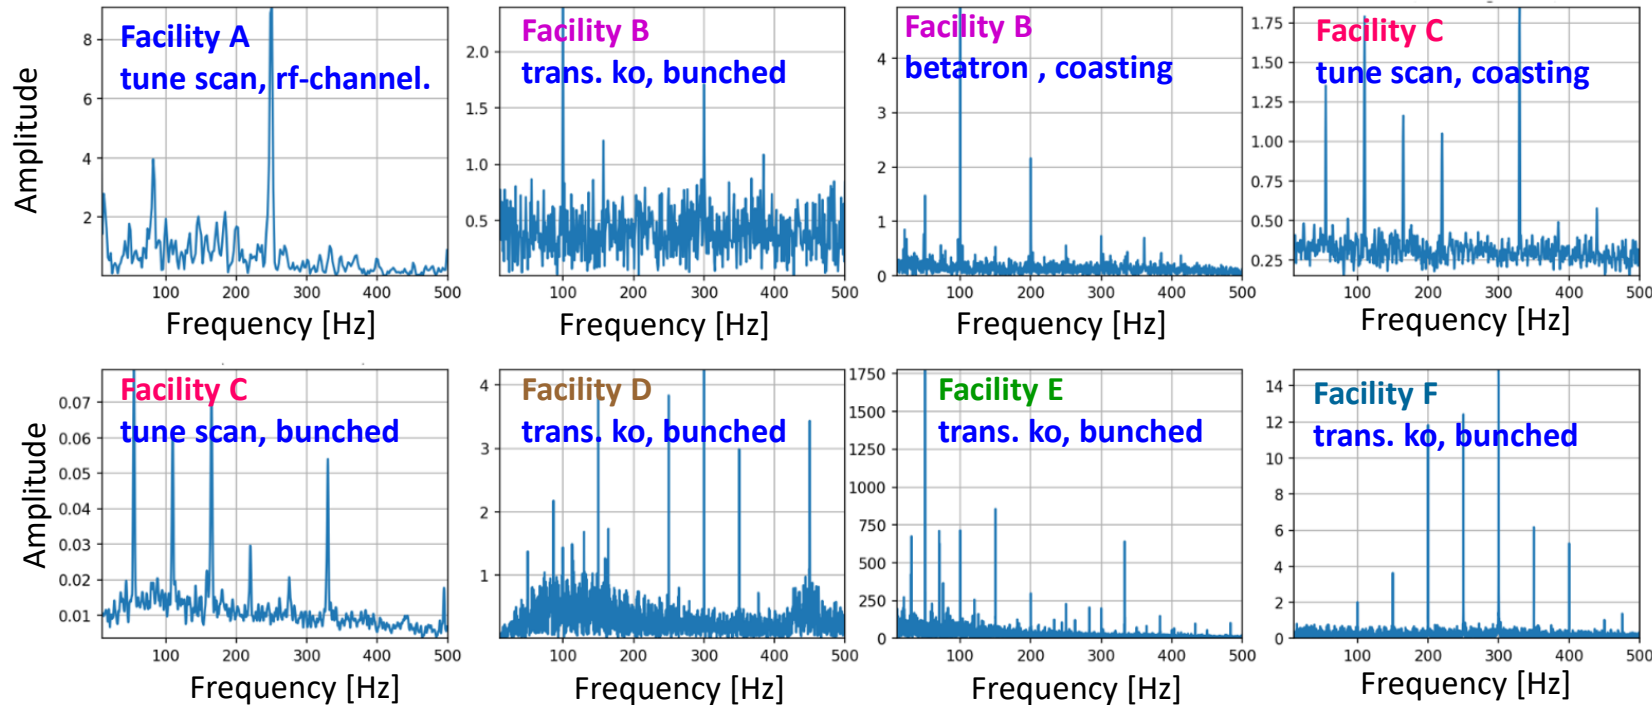 Facility A
tune scan, rf-channel.
Amplitude
8
6
4
2
100 200 300 400 500
Frequency [Hz]
Facility B
trans. ko, bunched
2.0
1.5
1.0
0.5
100 200 300 400 500
Frequency [Hz]
Facility B
betatron , coasting
4
3
2
1
0
100 200 300 400 500
Frequency [Hz]
Facility C
tune scan, coasting
1.75
1.50
1.25
1.00
0.75
0.50
0.25
100 200 300 400 500
Frequency [Hz]
Facility C
tune scan, bunched
Amplitude
0.07
0.06
0.05
0.04
0.03
0.02
0.01
100 200 300 400 500
Frequency [Hz]
Facility D
trans. ko, bunched
4
3
2
1
100 200 300 400 500
Frequency [Hz]
Facility E
trans. ko, bunched
1750
1500
1250
1000
750
500
250
0
100 200 300 400 500
Frequency [Hz]
Facility F
trans. ko, bunched
14
12
10
8
6
4
2
0
100 200 300 400 500
Frequency [Hz]